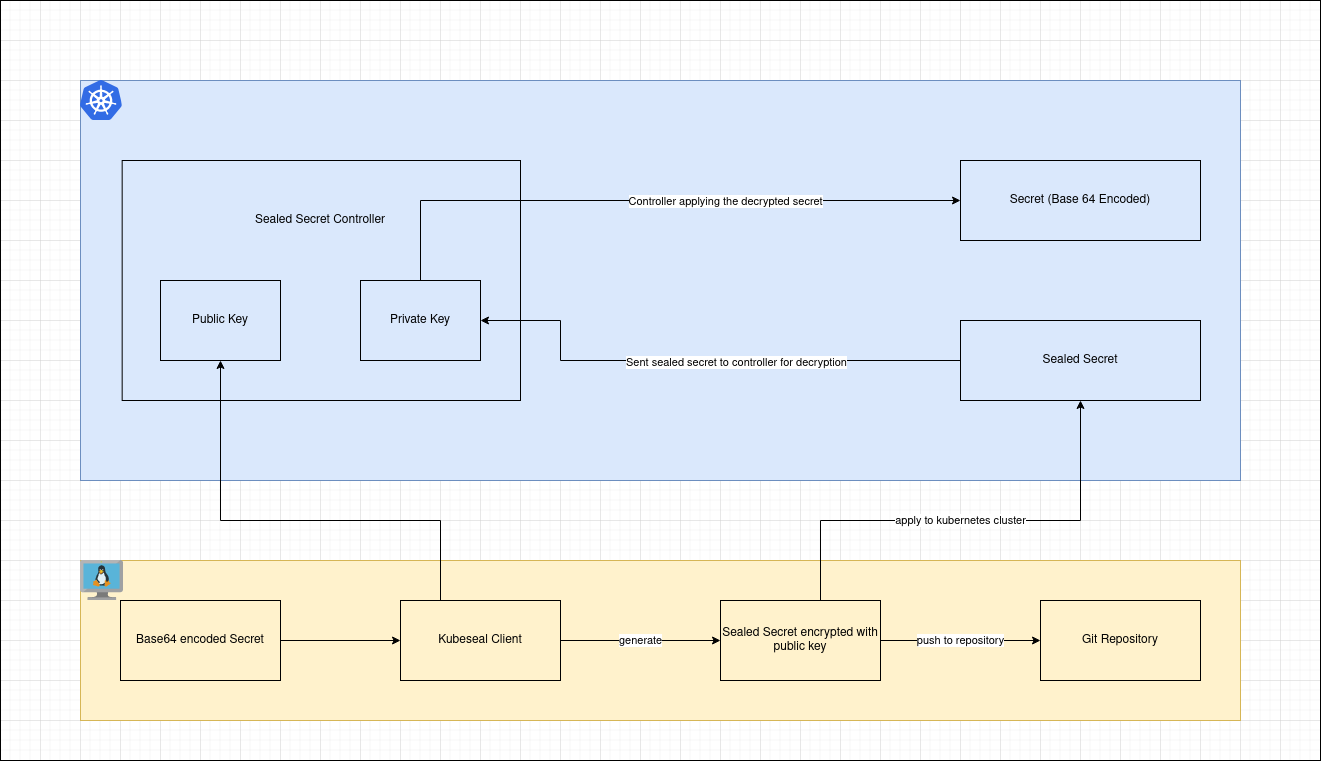 Controller applying the decrypted secret
Secret (Base 64 Encoded)
Sealed Secret Controller
Public Key
Private Key
Sent sealed secret to controller for decryption
Sealed Secret
apply to kubernetes cluster
Base64 encoded Secret
Kubeseal Client
generate
Sealed Secret encrypted with
public key
push to repository
Git Repository